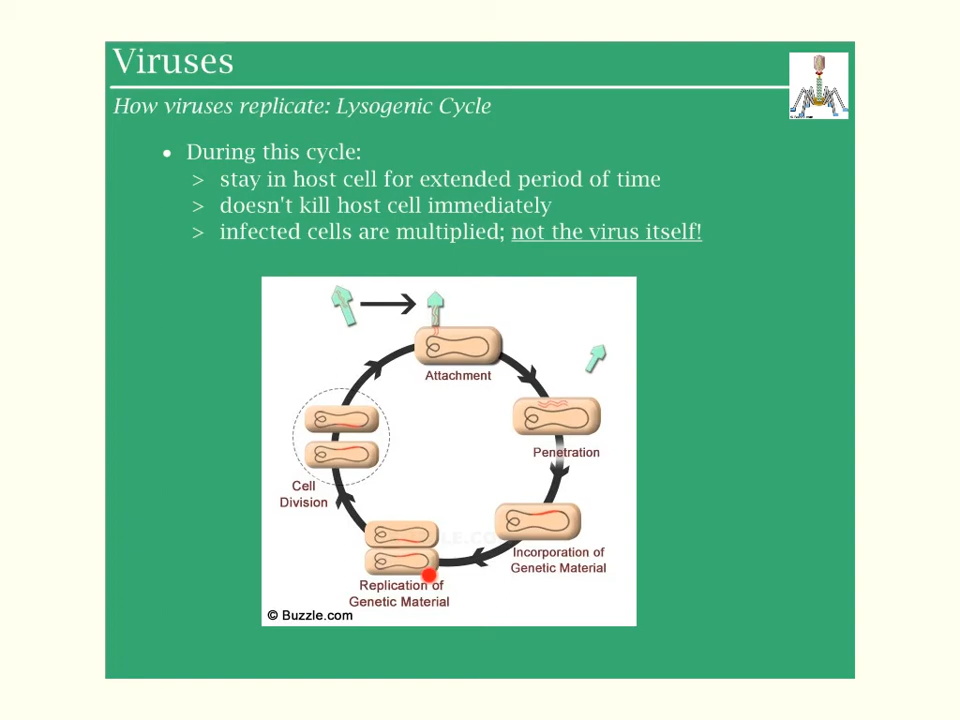 Viruses
How viruses replicate: Lysogenic Cycle
• During this cycle:
> stay in host cell for extended period of time
> doesn't kill host cell immediately
> infected cells are multiplied; not the virus itself!
Attachment
Penetration
Cell
Division
Incorporation of
Genetic Material
Replication of
Genetic Material
© Buzzle.com